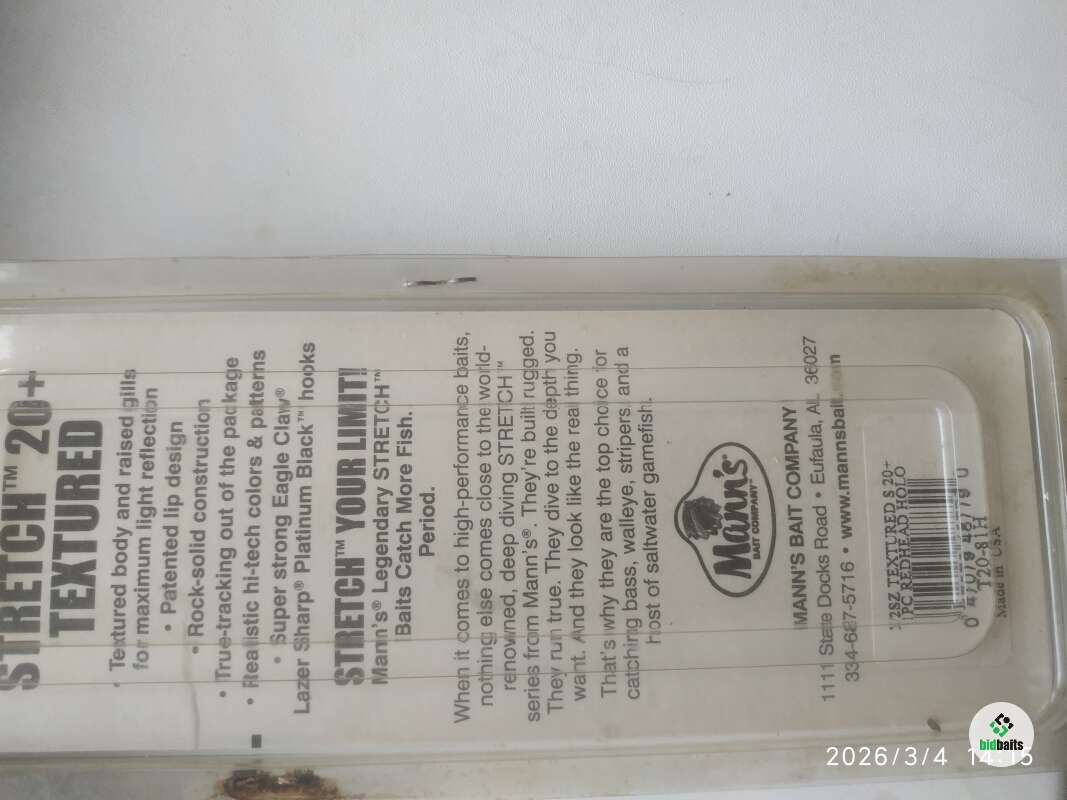 STRETCH™ 20+
TEXTURED
• Textured body and raised gills
for maximum light reflection
• Patented lip design
• Rock-solid construction
• True-tracking out of the package
• Realistic hi-tech colors & patterns
• Super strong Eagle Claw®
Lazer Sharp® Platinum Black™ hooks
STRETCH™ YOUR LIMIT!
Mann's® Legendary STRETCH™
Baits Catch More Fish.
Period.
When it comes to high-performance baits,
nothing else comes close to the world-
renowned, deep diving STRETCH™
series from Mann's®. They're built rugged.
They run true. They dive to the depth you
want. And they look like the real thing.
That's why they are the top choice for
catching bass, walleye, stripers, and a
host of saltwater gamefish.
Mann's®
BAIT COMPANY™
MANN'S BAIT COMPANY
1111 State Docks Road • Eufaula, AL 36027
334-687-5716 • www.mannsbait.com
TEXTURED S 20+
1PC REDHEAD HOLO
T20-81H
Made in USA
bidbaits
2026/3/4 14:15